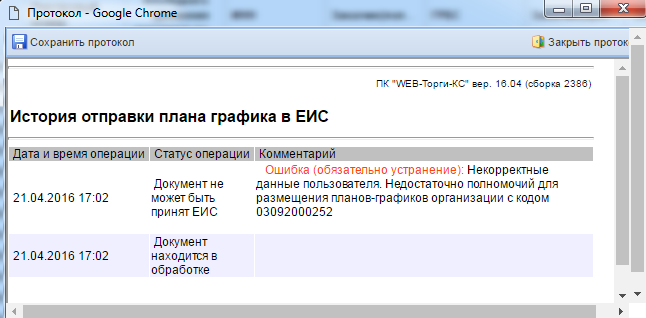 Протокол - Google Chrome
Сохранить протокол
Закрыть проток
ПК "WEB-Торги-КС" вер. 16.04 (сборка 2386)
История отправки плана графика в ЕИС
Дата и время операции Статус операции Комментарий
21.04.2016 17:02
Документ не
может быть
принят ЕИС
Ошибка (обязательно устранение): Некорректные
данные пользователя. Недостаточно полномочий для
размещения планов-графиков организации с кодом
03092000252
21.04.2016 17:02
Документ
находится в
обработке